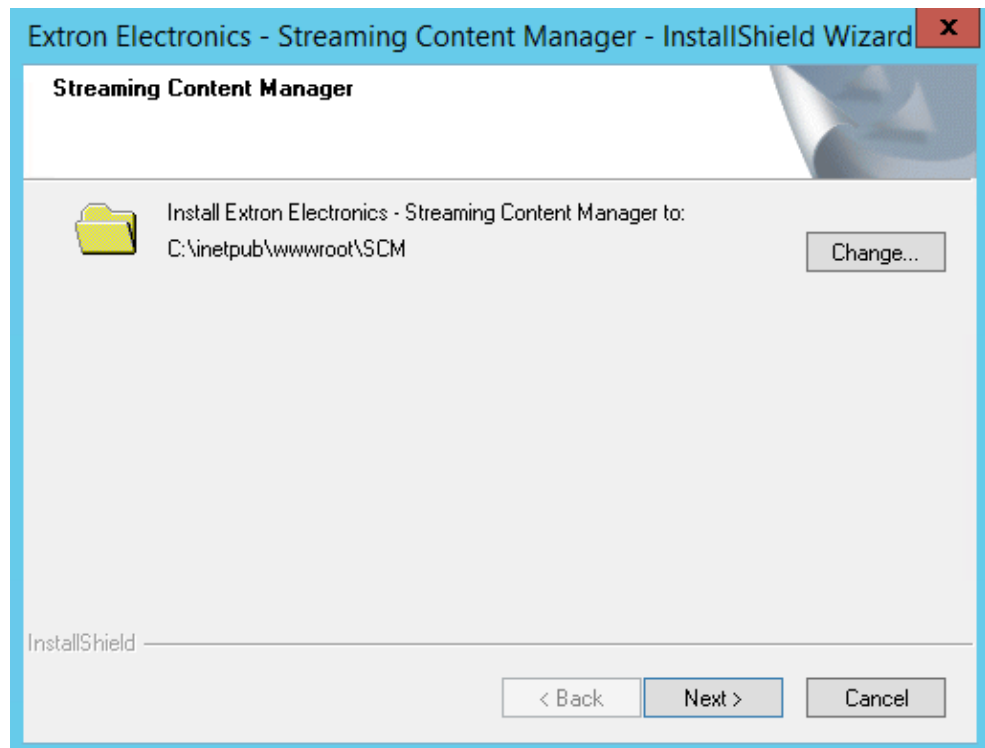 Extron Electronics - Streaming Content Manager - InstallShield Wizard
x
Streaming Content Manager
Install Extron Electronics - Streaming Content Manager to:
C:\inetpub\wwwroot\SCM
Change...
InstallShield
< Back
Next >
Cancel